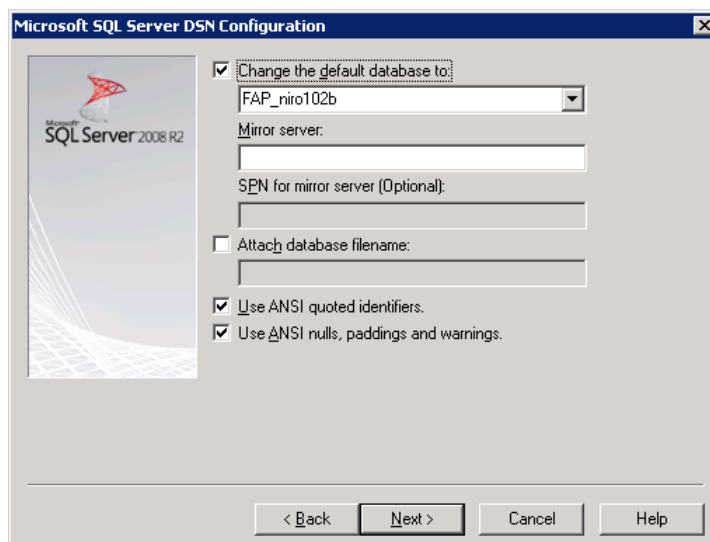 Microsoft SQL Server DSN Configuration
Microsoft
SQL Server 2008 R2
Change the default database to:
FAP_niro102b
Mirror server:
SPN for mirror server (Optional):
Attach database filename:
Use ANSI quoted identifiers.
Use ANSI nulls, paddings and warnings.
< Back
Next >
Cancel
Help